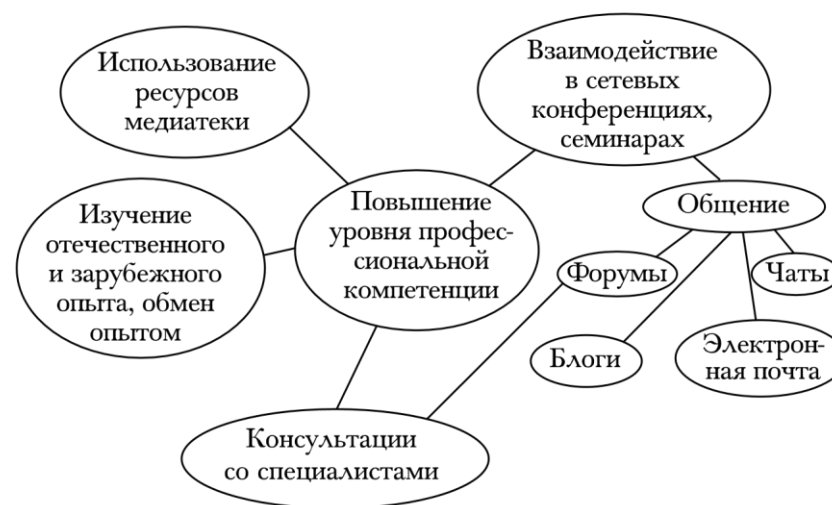 Использование
ресурсов
медиатеки
Взаимодействие
в сетевых
конференциях,
семинарах
Изучение
отечественного
и зарубежного
опыта, обмен
опытом
Повышение
уровня профес-
сиональной
компетенции
Общение
Форумы
Чаты
Блоги
Электрон-
ная почта
Консультации
со специалистами